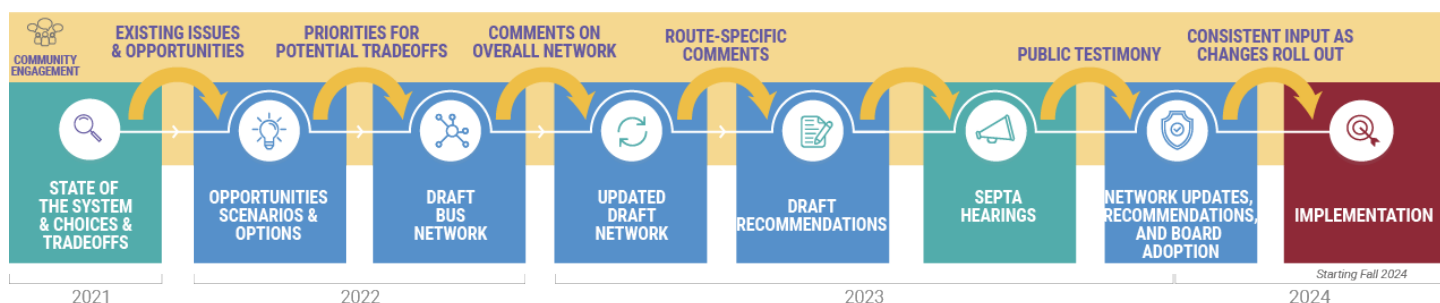 COMMUNITY
ENGAGEMENT
EXISTING ISSUES
& OPPORTUNITIES
PRIORITIES FOR
POTENTIAL TRADEOFFS
COMMENTS ON
OVERALL NETWORK
ROUTE-SPECIFIC
COMMENTS
PUBLIC TESTIMONY
CONSISTENT INPUT AS
CHANGES ROLL OUT
STATE OF
THE SYSTEM
& CHOICES &
TRADEOFFS
OPPORTUNITIES
SCENARIOS &
OPTIONS
DRAFT
BUS
NETWORK
UPDATED
DRAFT
NETWORK
DRAFT
RECOMMENDATIONS
SEPTA
HEARINGS
NETWORK UPDATES,
RECOMMENDATIONS,
AND BOARD
ADOPTION
IMPLEMENTATION
Starting Fall 2024
2021
2022
2023
2024